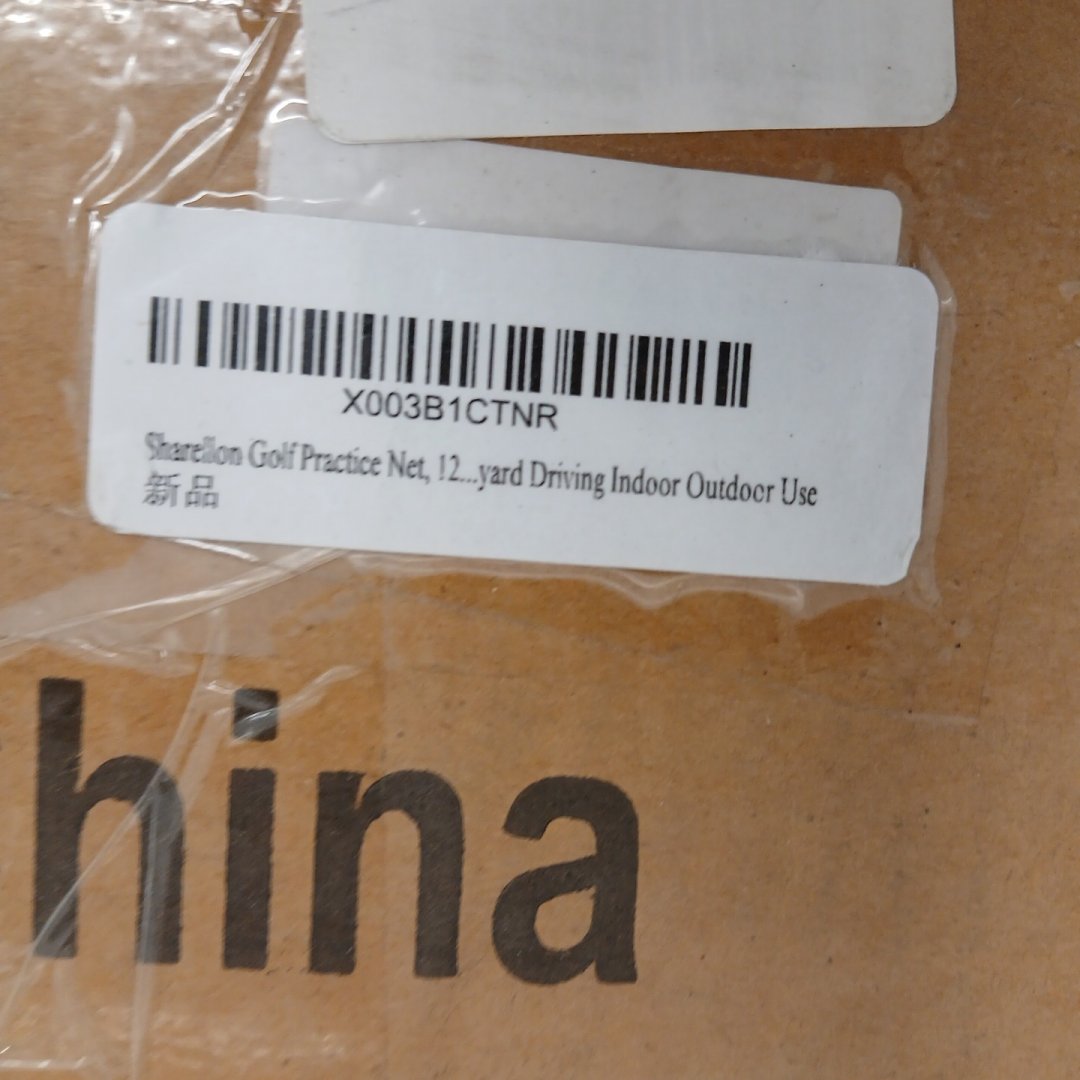 X003B1CTNR
Sharellon Golf Practice Net, 12...yard Driving Indoor Outdoor Use
新品
hina